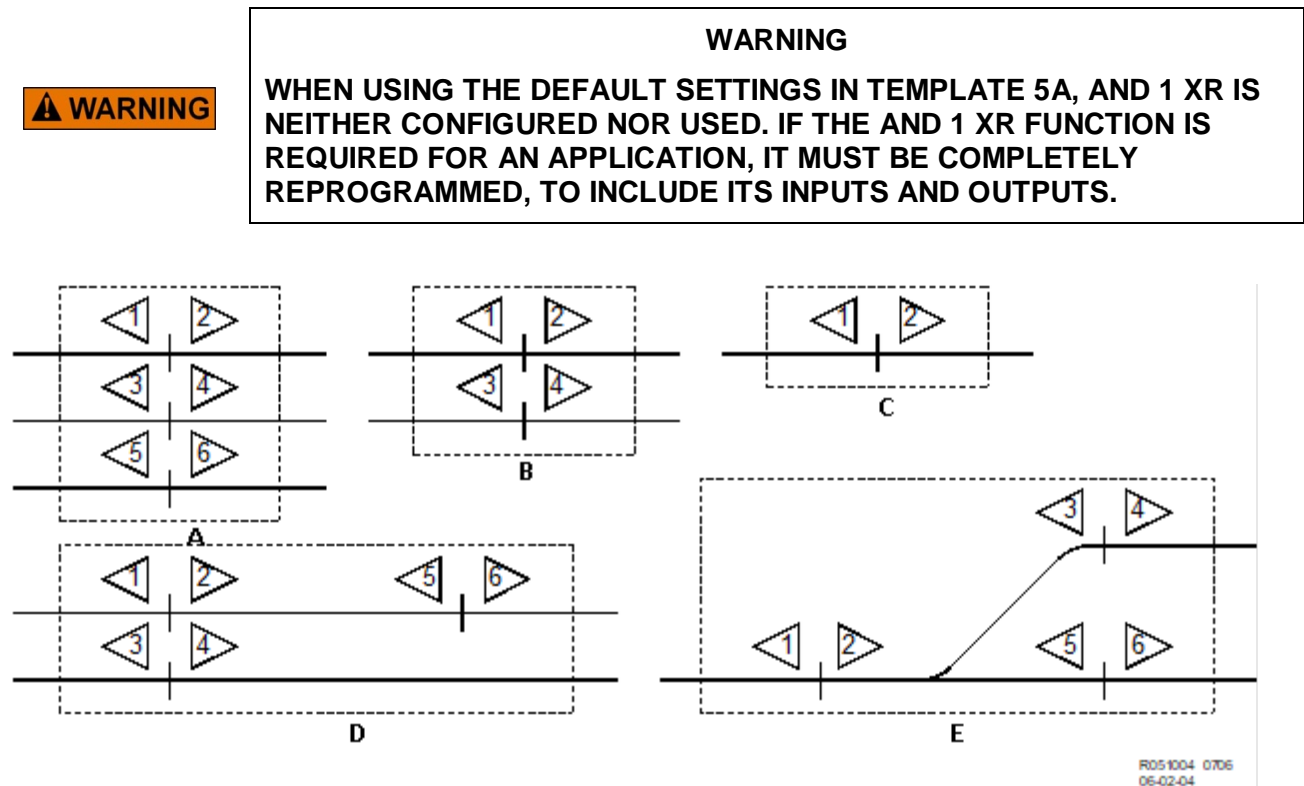 WARNING
WARNING
WHEN USING THE DEFAULT SETTINGS IN TEMPLATE 5A, AND 1 XR IS
NEITHER CONFIGURED NOR USED. IF THE AND 1 XR FUNCTION IS
REQUIRED FOR AN APPLICATION, IT MUST BE COMPLETELY
REPROGRAMMED, TO INCLUDE ITS INPUTS AND OUTPUTS.
1 2
3 4
5 6
A
1 2
3 4
B
1 2
C
1 2 5 6
3 4
D
3 4
1 2 5 6
E
R051004 0706
06-02-04